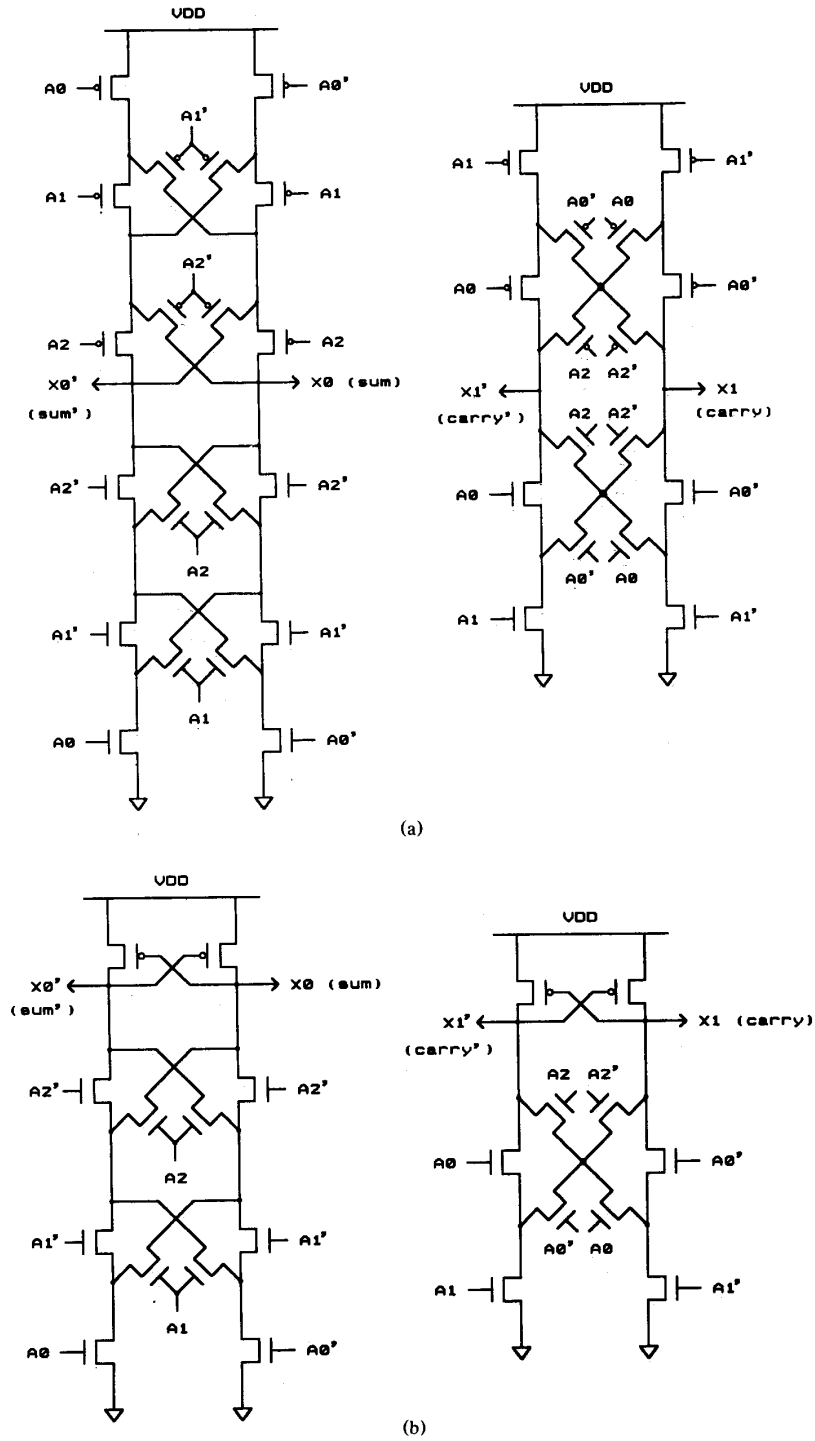 VDD
A0 A0'
A1'
A1 A1
A2'
A2 A2
X0' X0 (sum)
(sum')
A2' A2'
A2
A1' A1'
A1
A0 A0'
VDD
A1 A1'
A0' A0
A0 A0'
A2 A2'
X1' X1
(carry') (carry)
A2 A2'
A0 A0'
A0' A0
A1 A1'
(a)
VDD
X0' X0 (sum)
(sum')
A2' A2'
A2
A1' A1'
A1
A0 A0'
VDD
X1' X1 (carry)
(carry')
A2 A2'
A0 A0'
A0' A0
A1 A1'
(b)